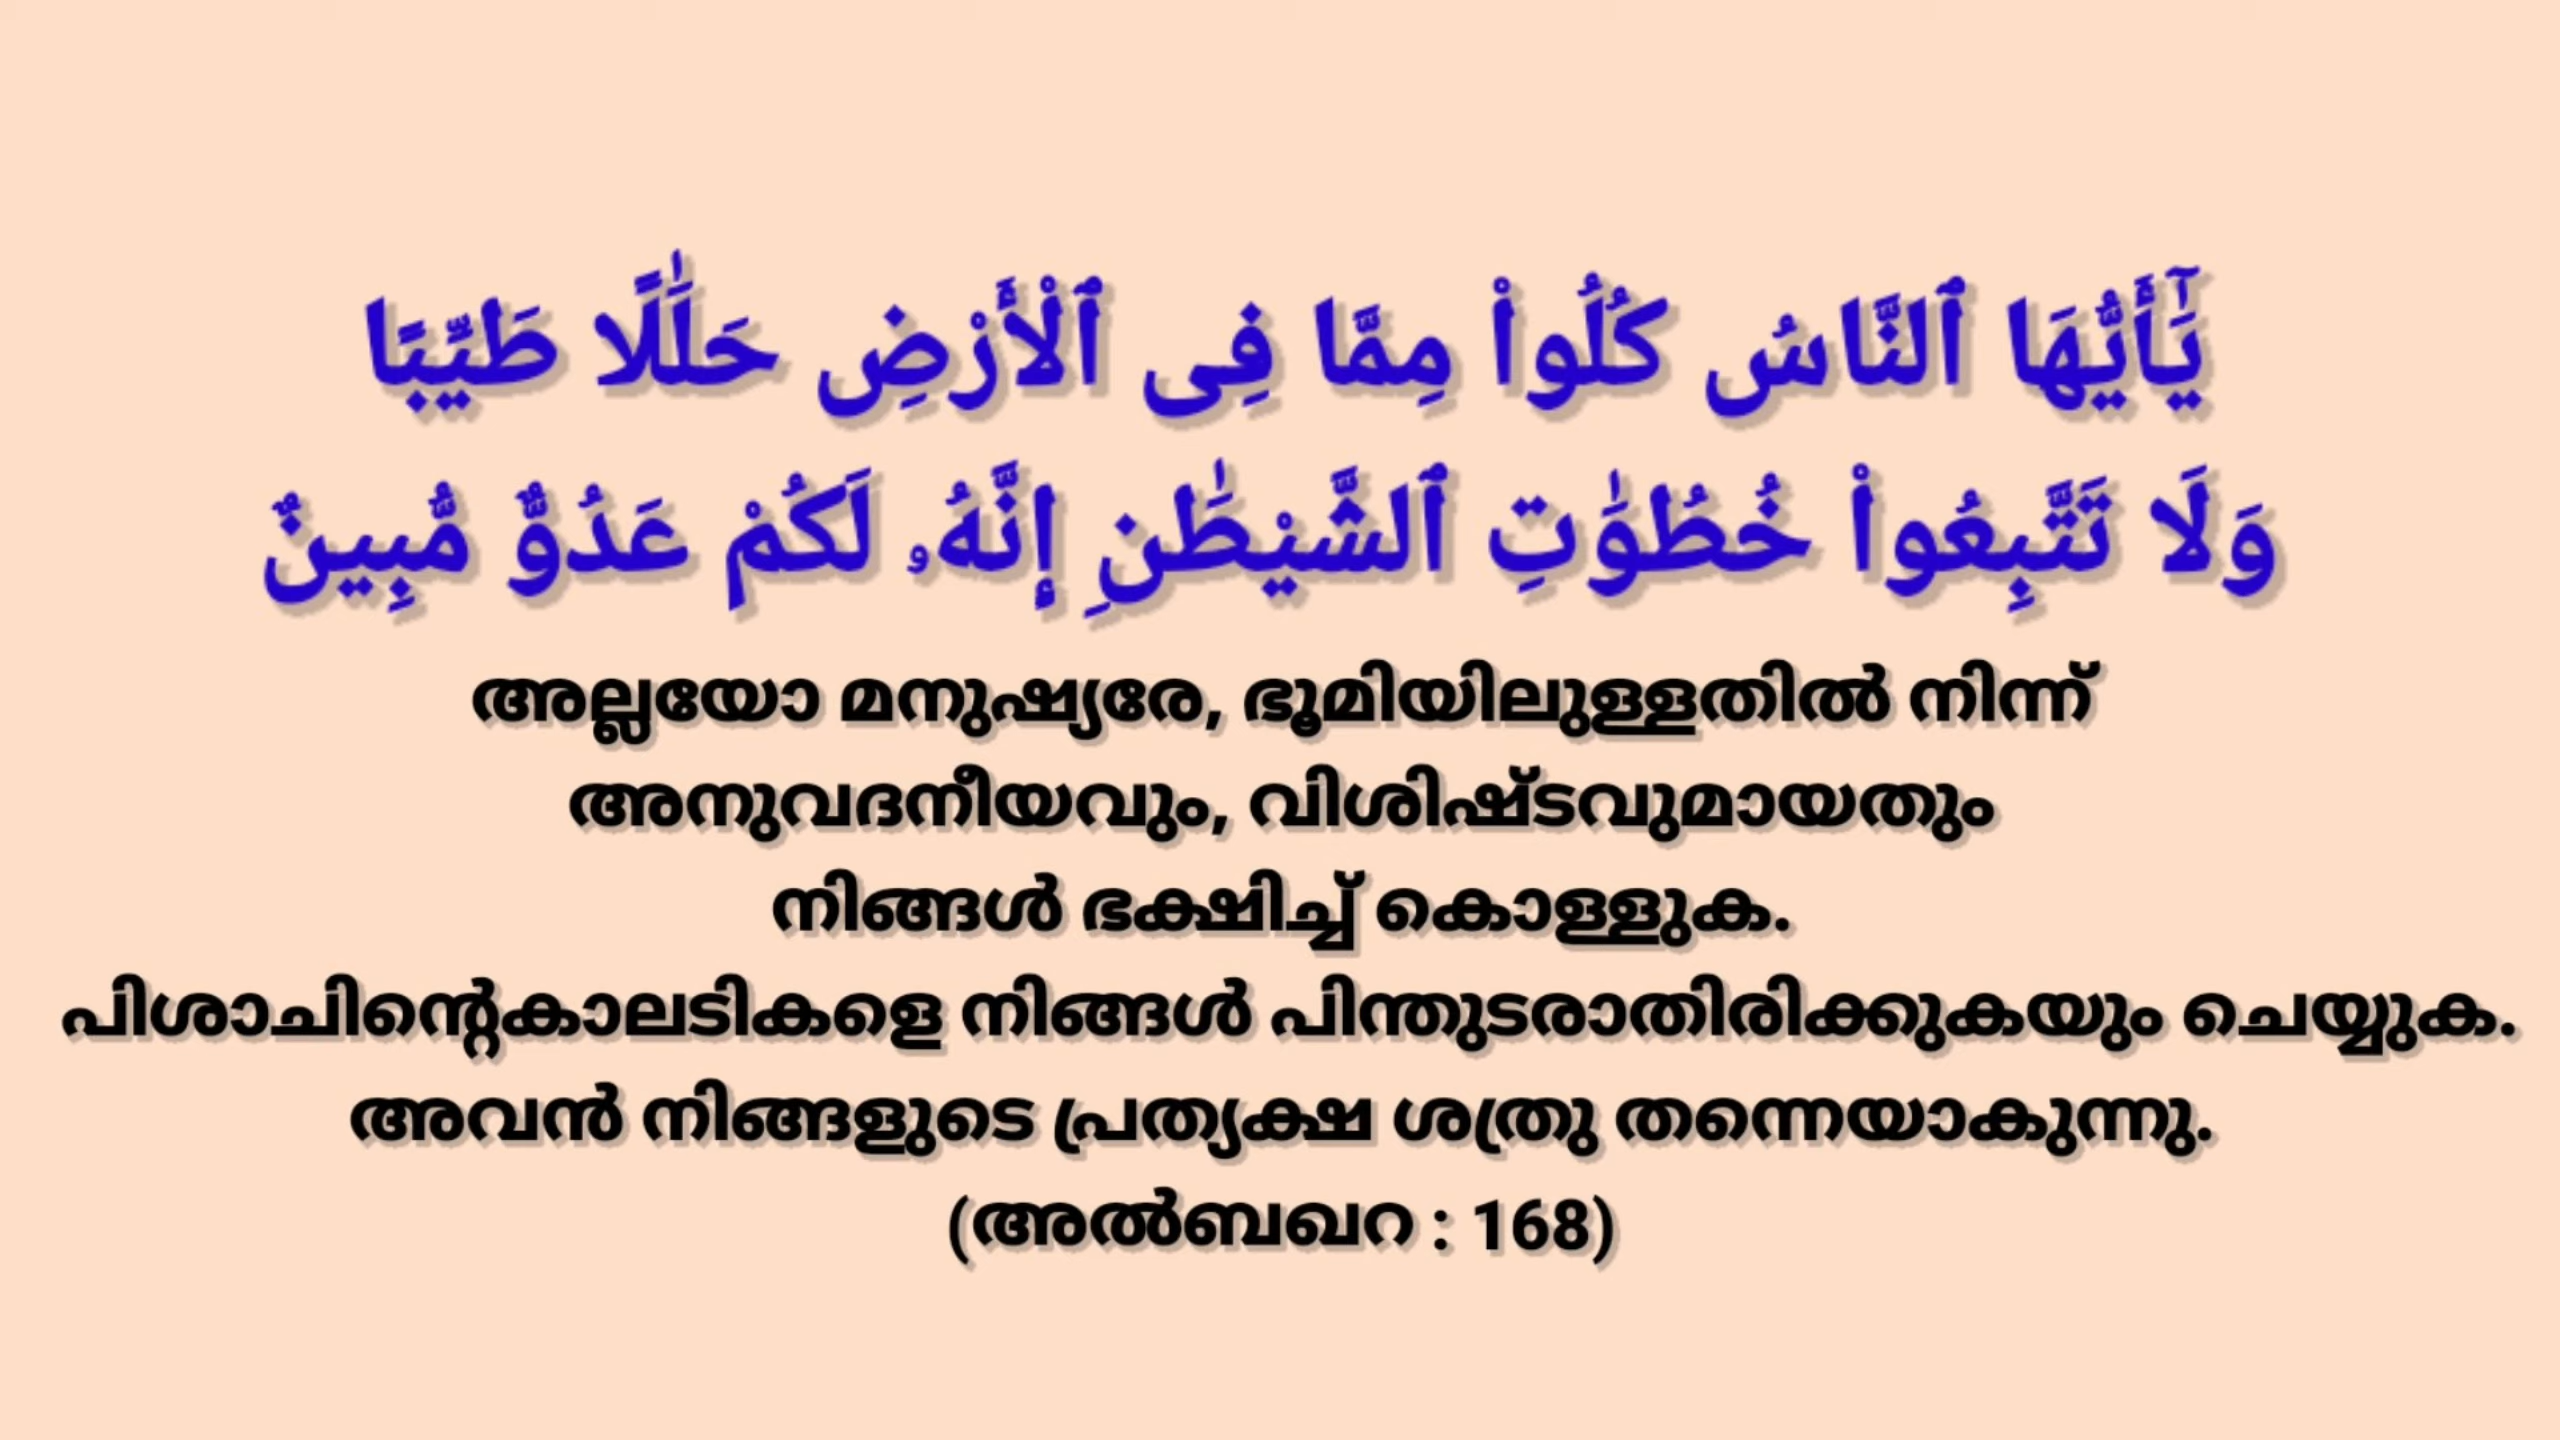 يَٰٓأَيُّهَا ٱلنَّاسُ كُلُوا۟ مِمَّا فِى ٱلْأَرْضِ حَلَٰلًا طَيِّبًا
وَلَا تَتَّبِعُوا۟ خُطُوَٰتِ ٱلشَّيْطَٰنِ إِنَّهُۥ لَكُمْ عَدُوٌّ مُّبِينٌ
അല്ലയോ മനുഷ്യരേ, ഭൂമിയിലുള്ളതിൽ നിന്ന്
അനുവദനീയവും, വിശിഷ്ടവുമായതും
നിങ്ങൾ ഭക്ഷിച്ച് കൊള്ളുക.
പിശാചിന്റെകാലടികളെ നിങ്ങൾ പിന്തുടരാതിരിക്കുകയും ചെയ്യുക.
അവൻ നിങ്ങളുടെ പ്രത്യക്ഷ ശത്രു തന്നെയാകുന്നു.
(അൽബഖറ : 168)